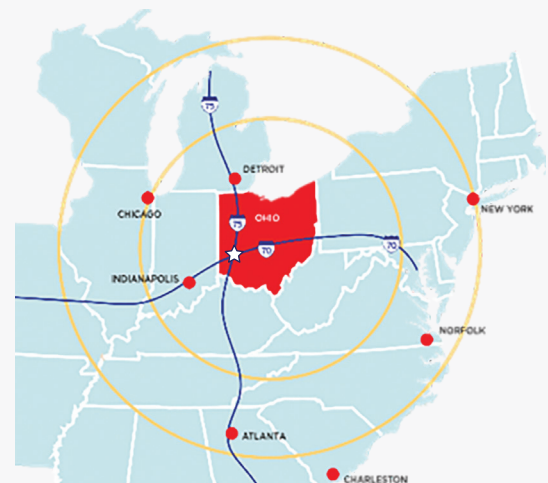 75
DETROIT
CHICAGO
OHIO
NEW YORK
75
70
70
INDIANAPOLIS
NORFOLK
ATLANTA
CHARLESTON